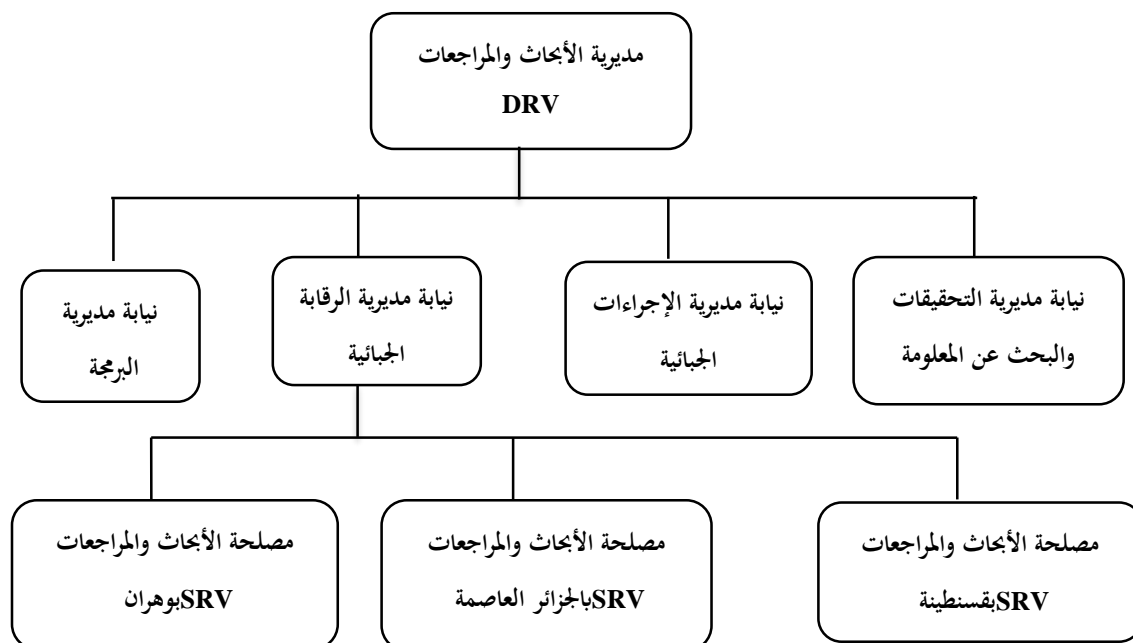 مديرية الأبحاث والمراجعات
DRV
نيابة مديرية التحقيقات
والبحث عن المعلومة
نيابة مديرية الإجراءات
الجبائية
نيابة مديرية الرقابة
الجبائية
نيابة مديرية
البرمجة
مصلحة الأبحاث والمراجعات
SRVبقسنطينة
مصلحة الأبحاث والمراجعات
SRVبالجزائر العاصمة
مصلحة الأبحاث والمراجعات
SRVبوهران